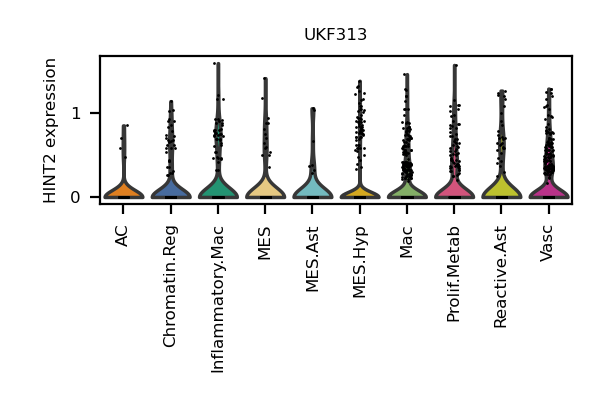 UKF313
HINT2 expression
1
0
AC
Chromatin.Reg
Inflammatory.Mac
MES
MES.Ast
MES.Hyp
Mac
Prolif.Metab
Reactive.Ast
Vasc